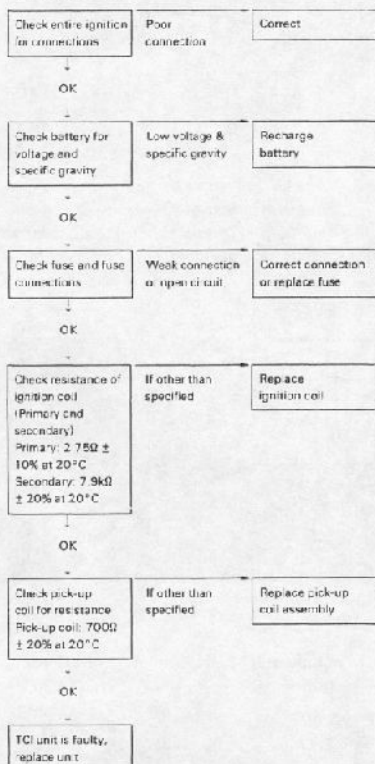 Check entire ignition
for connections
Poor
connection
Correct
OK
Check battery for
voltage and
specific gravity
Low voltage &
specific gravity
Recharge
battery
OK
Check fuse and fuse
connections
Weak connection
or open circuit
Correct connection
or replace fuse
OK
Check resistance of
ignition coil
(Primary and
secondary)
Primary: 2.75Ω ±
10% at 20°C
Secondary: 7.9kΩ
± 20% at 20°C
If other than
specified
Replace
ignition coil
OK
Check pick-up
coil for resistance
Pick-up coil: 700Ω
± 20% at 20°C
If other than
specified
Replace pick-up
coil assembly
OK
TCI unit is faulty,
replace unit